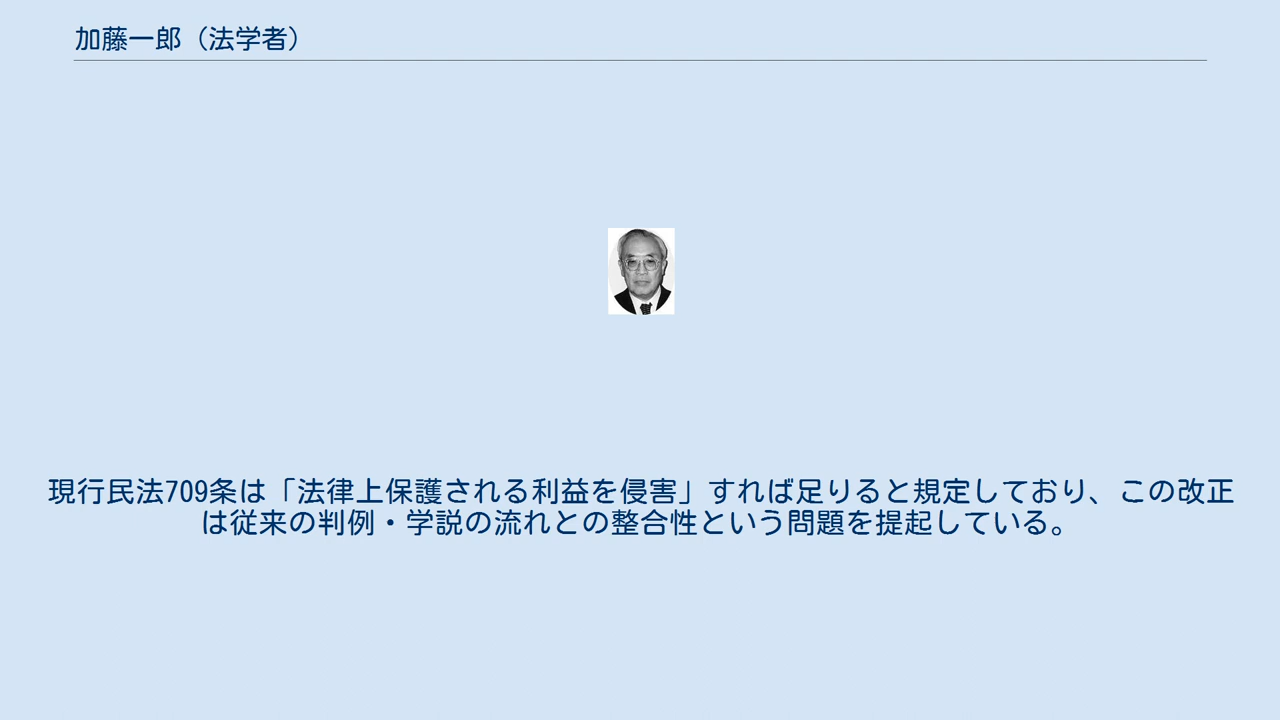 加藤一郎（法学者）
現行民法709条は「法律上保護される利益を侵害」すれば足りると規定しており、この改正
は従来の判例・学説の流れとの整合性という問題を提起している。